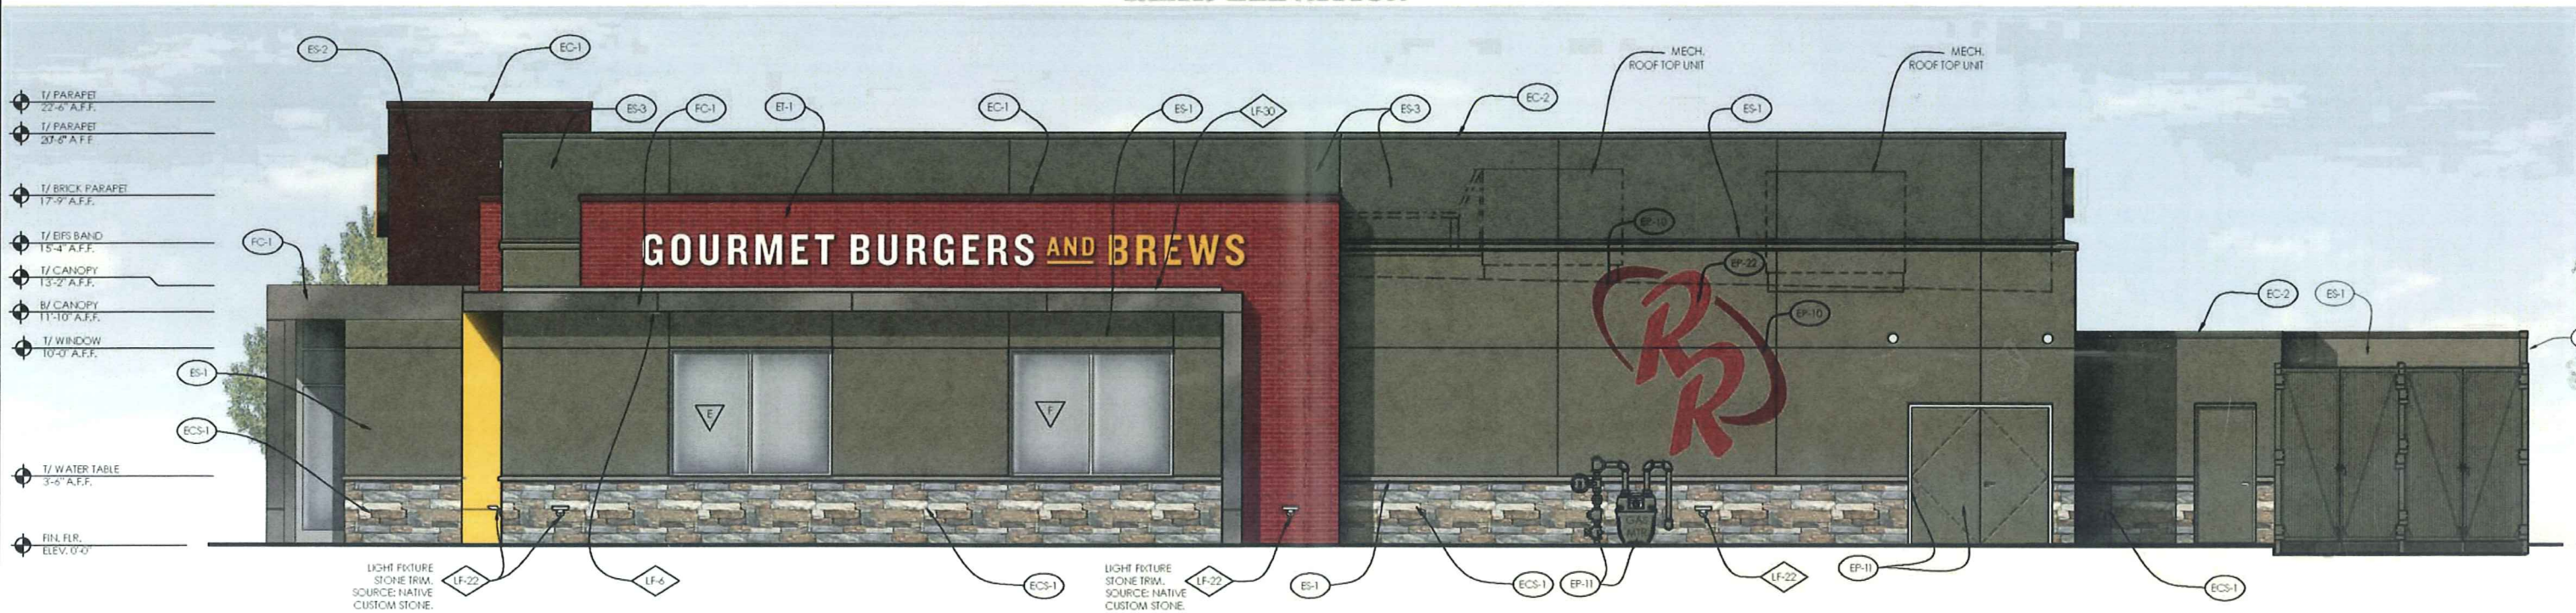 ES-2
EC-1
MECH.
ROOF TOP UNIT
MECH.
ROOF TOP UNIT
T/ PARAPET
22'-6" A.F.F.
ES-3
FC-1
ET-1
EC-1
ES-1
LF-30
ES-3
EC-2
ES-1
T/ PARAPET
20'-6" A.F.F.
T/ BRICK PARAPET
17'-9" A.F.F.
EP-10
FC-1
T/ EIFS BAND
15'-4" A.F.F.
GOURMET BURGERS AND BREWS
EP-22
T/ CANOPY
13'-2" A.F.F.
RR
EC-2
ES-1
B/ CANOPY
11'-10" A.F.F.
EP-10
T/ WINDOW
10'-0" A.F.F.
ES-1
E
F
ECS-1
T/ WATER TABLE
3'-6" A.F.F.
GAS
MTR
FIN. FLR.
ELEV. 0'-0"
LIGHT FIXTURE
STONE TRIM.
SOURCE: NATIVE
CUSTOM STONE.
LF-22
LF-6
ECS-1
LIGHT FIXTURE
STONE TRIM.
SOURCE: NATIVE
CUSTOM STONE.
LF-22
ES-1
ECS-1
EP-11
LF-22
EP-11
ECS-1